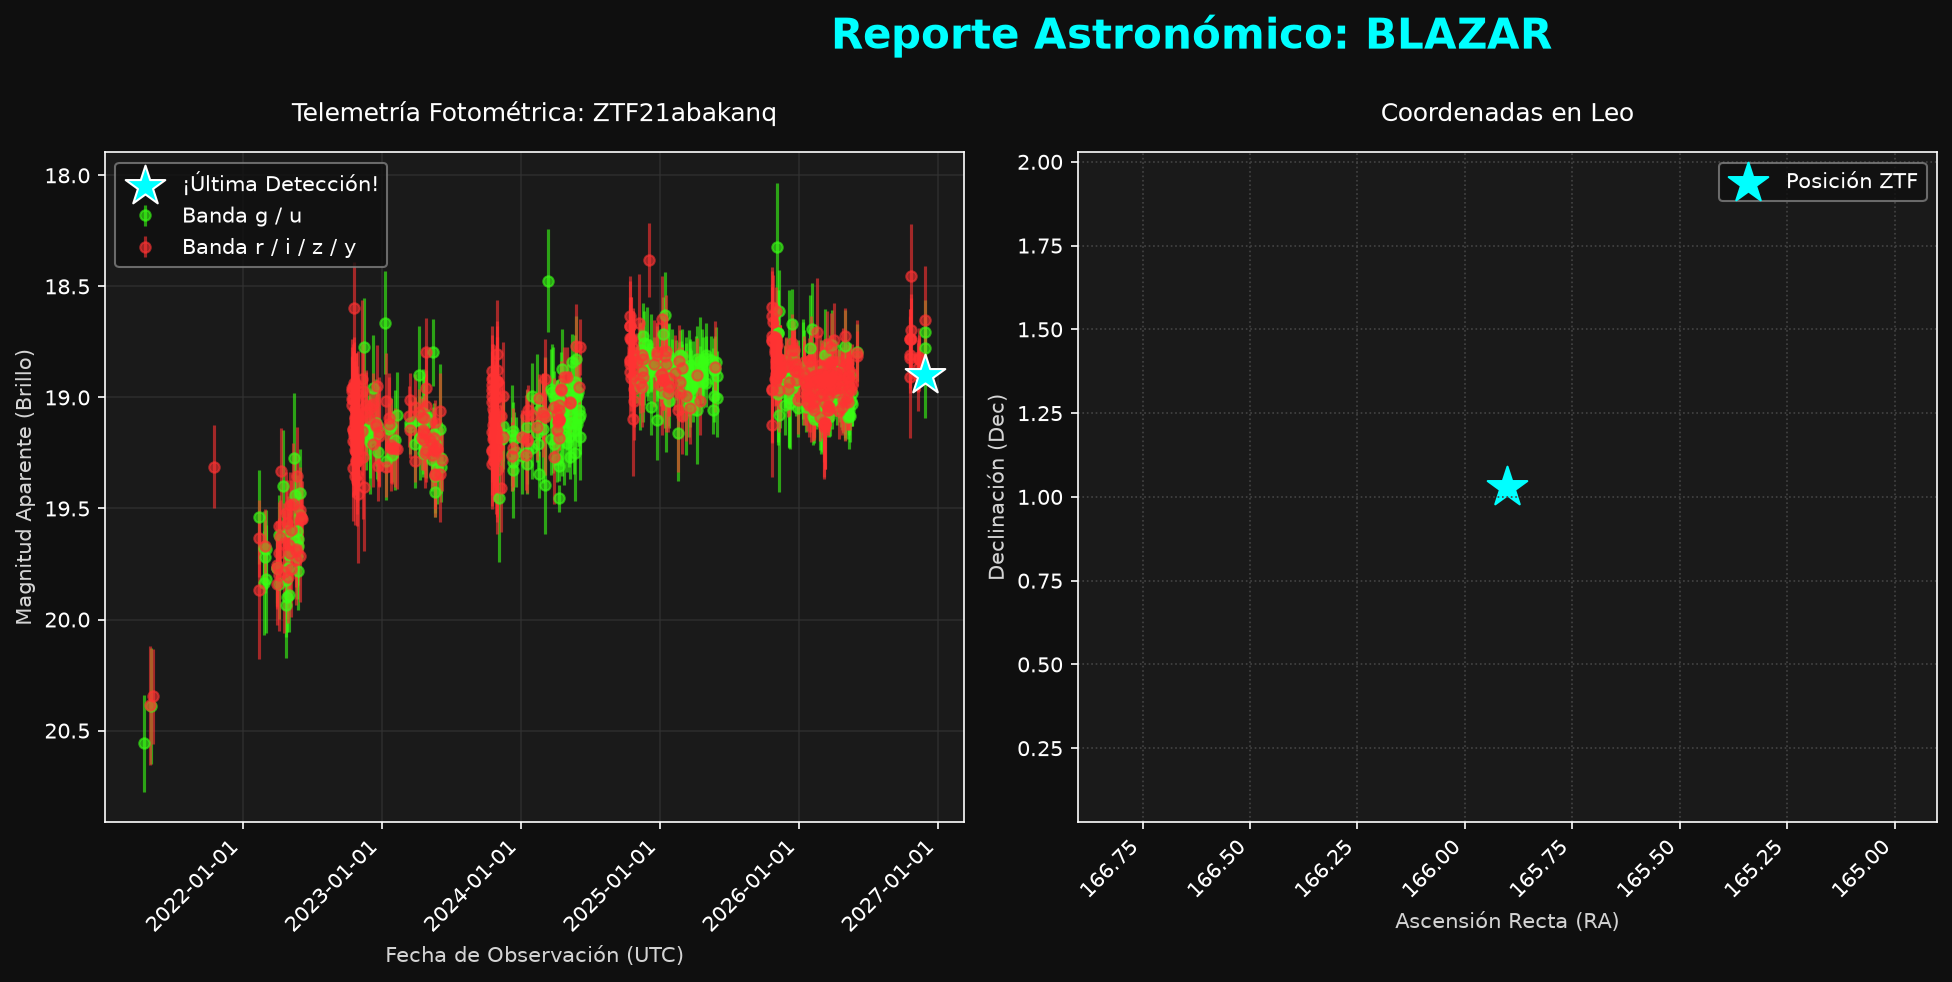 Reporte Astronómico: BLAZAR
Telemetría Fotométrica: ZTF21abakanq
¡Última Detección!
Banda g / u
Banda r / i / z / y
Magnitud Aparente (Brillo)
18.0
18.5
19.0
19.5
20.0
20.5
2022-01-01
2023-01-01
2024-01-01
2025-01-01
2026-01-01
2027-01-01
Fecha de Observación (UTC)
Coordenadas en Leo
Posición ZTF
Declinación (Dec)
2.00
1.75
1.50
1.25
1.00
0.75
0.50
0.25
166.75
166.50
166.25
166.00
165.75
165.50
165.25
165.00
Ascensión Recta (RA)